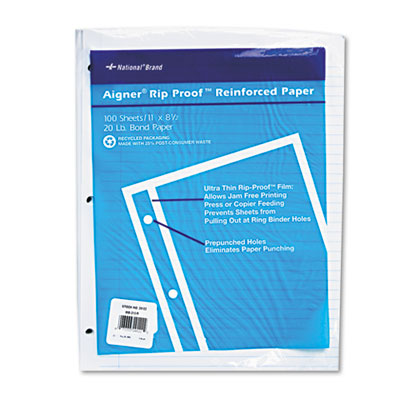 National® Brand
Aigner® Rip Proof™ Reinforced Paper
100 Sheets/11 x 8½
20 Lb. Bond Paper
RECYCLED PACKAGING
MADE WITH 25% POST-CONSUMER WASTE
Ultra Thin Rip-Proof™ Film:
Allows Jam Free Printing
Press or Copier Feeding
Prevents Sheets from
Pulling Out at Ring Binder Holes
Prepunched Holes
Eliminates Paper Punching